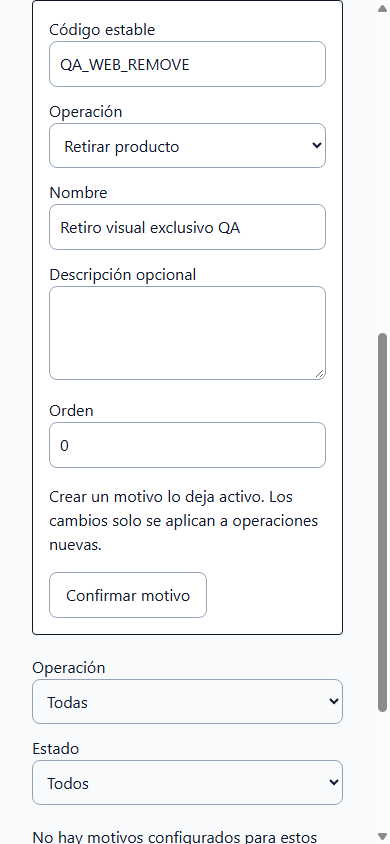 Código estable
QA_WEB_REMOVE
Operación
Retirar producto
Nombre
Retiro visual exclusivo QA
Descripción opcional
Orden
0
Crear un motivo lo deja activo. Los
cambios solo se aplican a operaciones
nuevas.
Confirmar motivo
Operación
Todas
Estado
Todos
No hay motivos configurados para estos